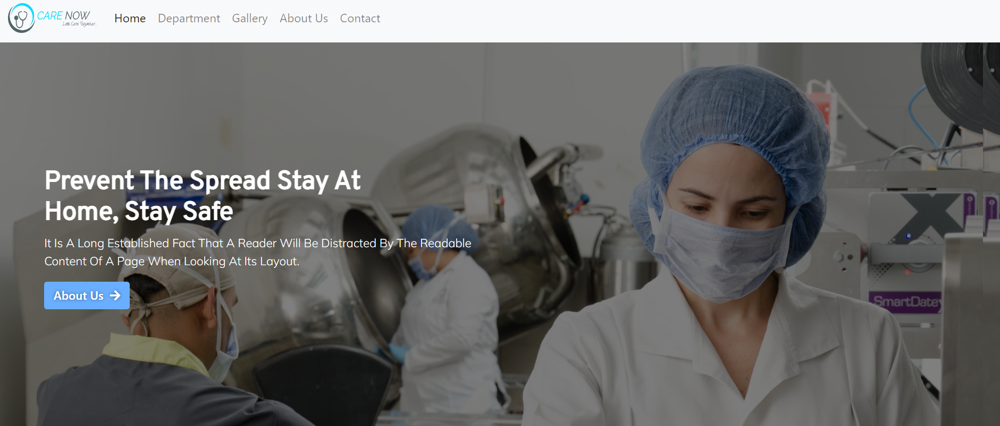 CARE NOW
Let's Care Together.
Home Department Gallery About Us Contact
Prevent The Spread Stay At
Home, Stay Safe
It Is A Long Established Fact That A Reader Will Be Distracted By The Readable
Content Of A Page When Looking At Its Layout.
About Us
SmartDate